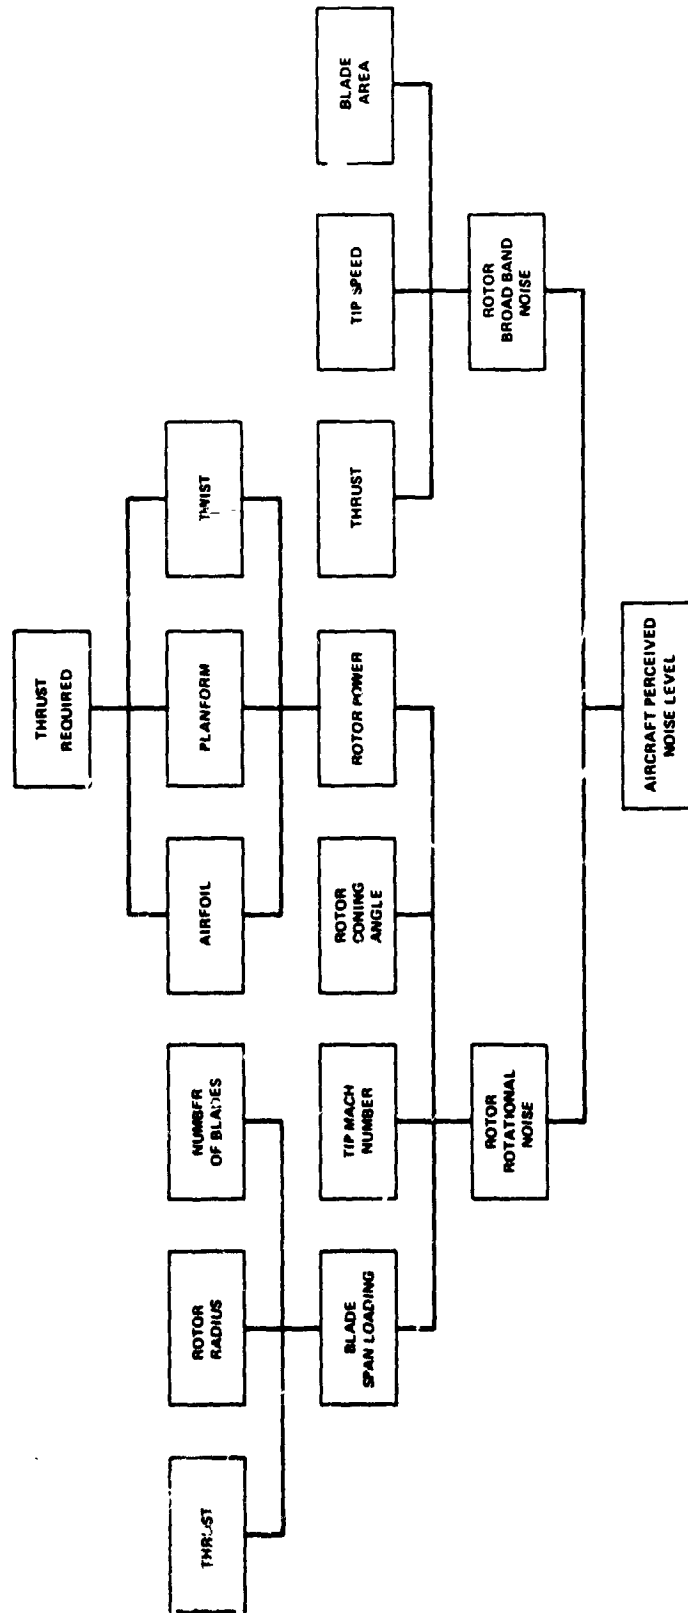 THRUST
REQUIRED
THRUST
ROTOR
RADIUS
NUMBER
OF BLADES
AIRFOIL
PLANFORM
TWIST
BLADE
SPAN LOADING
TIP MACH
NUMBER
ROTOR
CONING
ANGLE
ROTOR POWER
THRUST
TIP SPEED
BLADE
AREA
ROTOR
ROTATIONAL
NOISE
ROTOR
BROAD BAND
NOISE
AIRCRAFT PERCEIVED
NOISE LEVEL